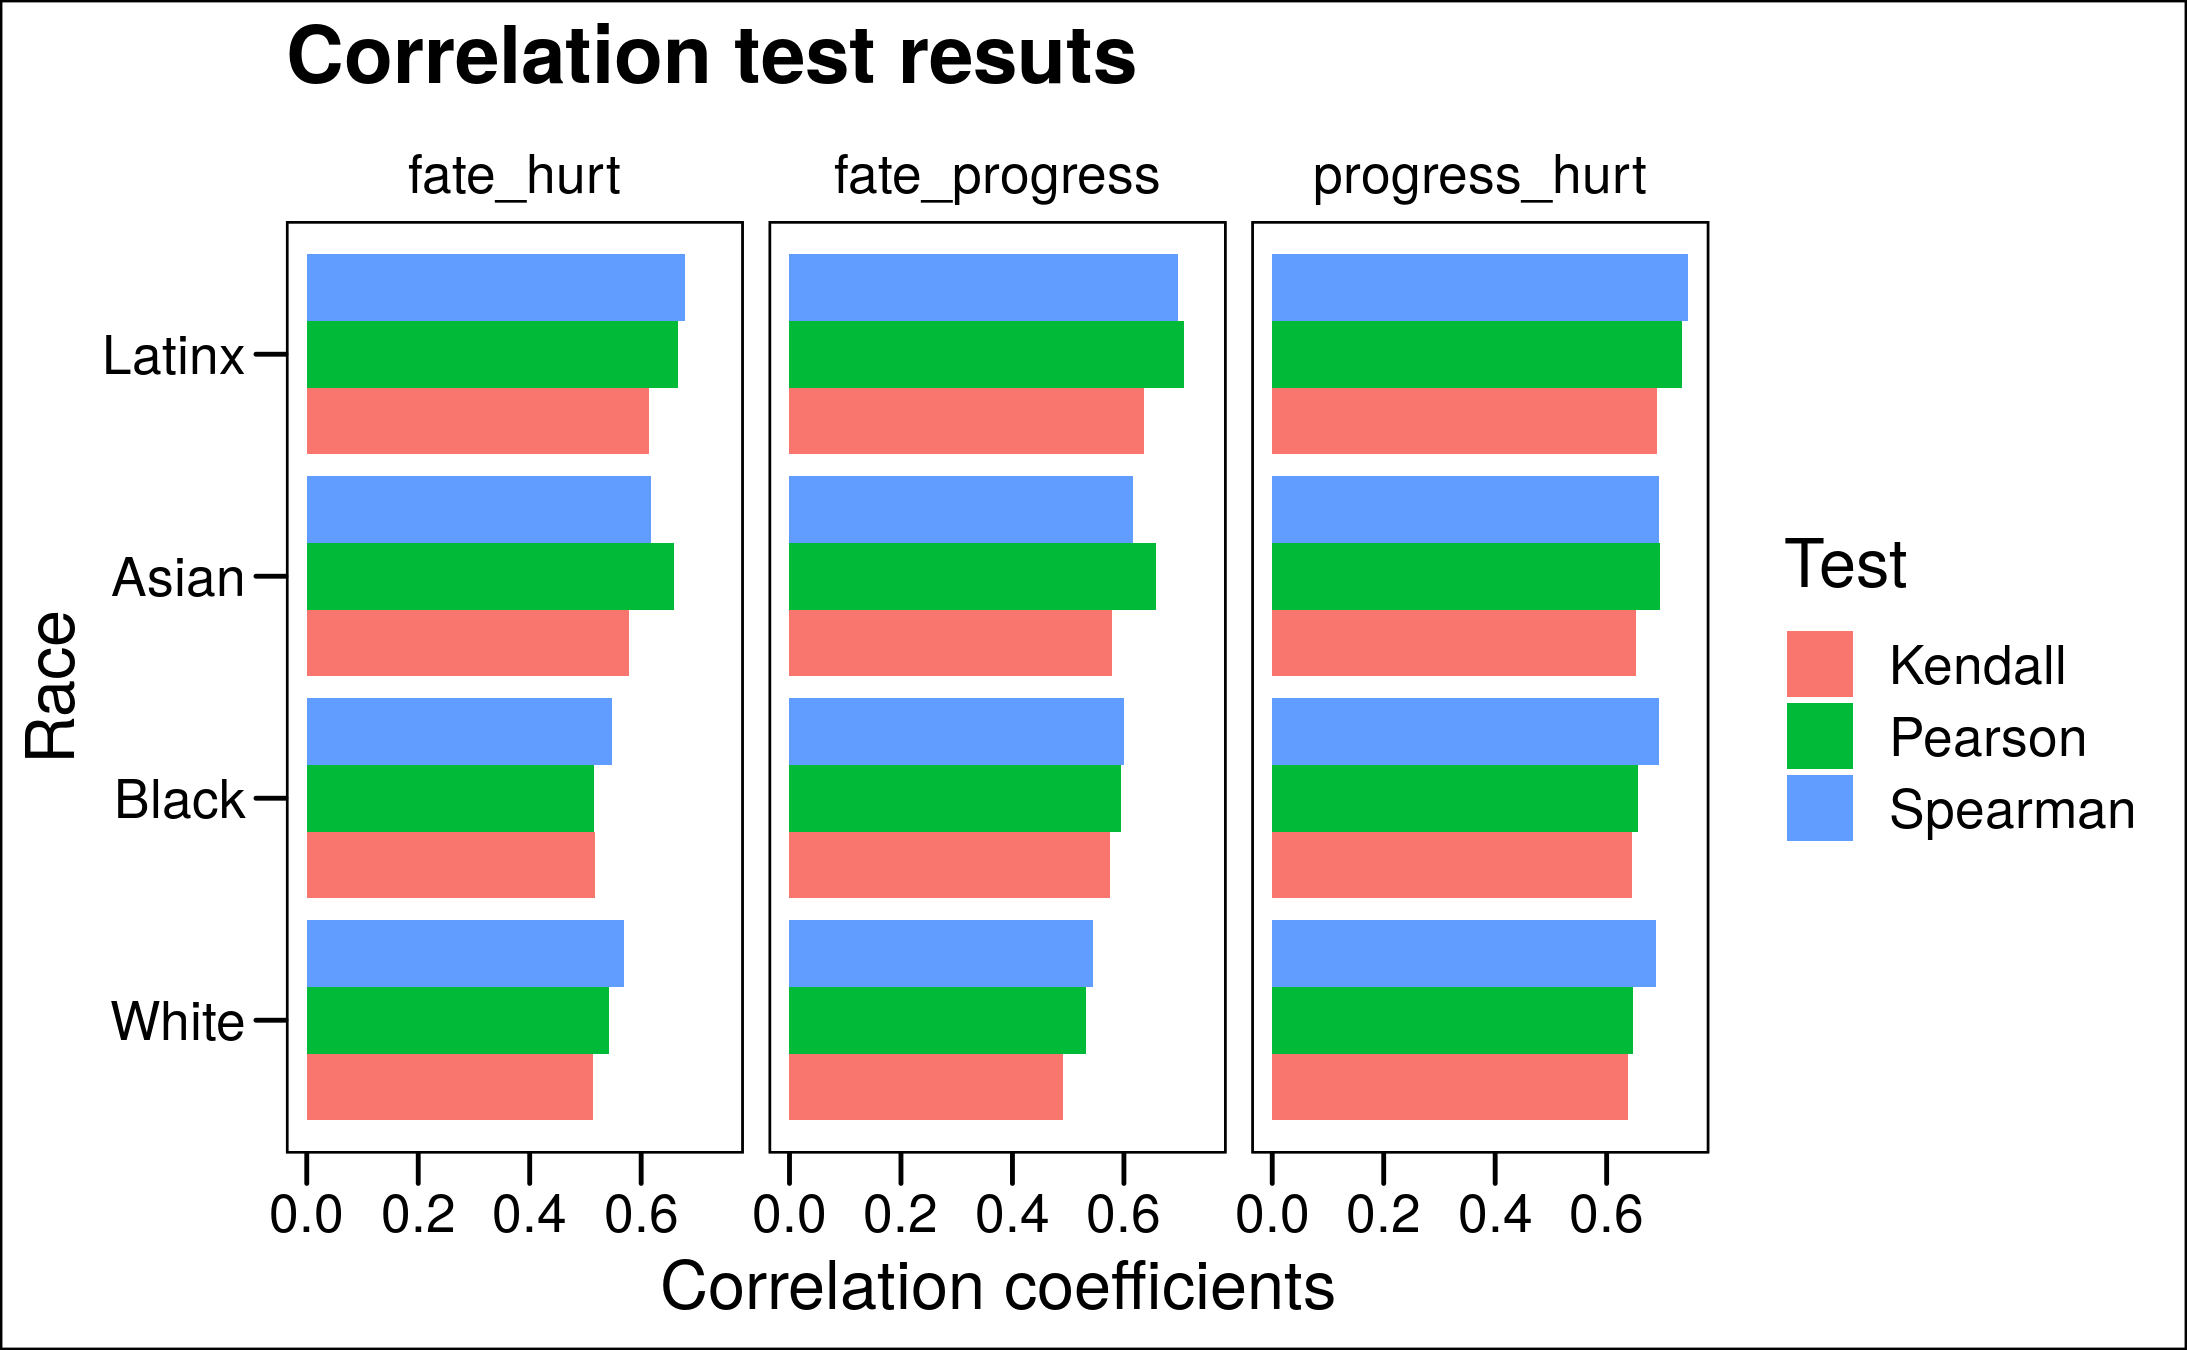 Correlation test resuts
fate_hurt fate_progress progress_hurt
Race
Latinx
Asian
Black
White
0.0 0.2 0.4 0.6 0.0 0.2 0.4 0.6 0.0 0.2 0.4 0.6
Correlation coefficients
Test
Kendall
Pearson
Spearman